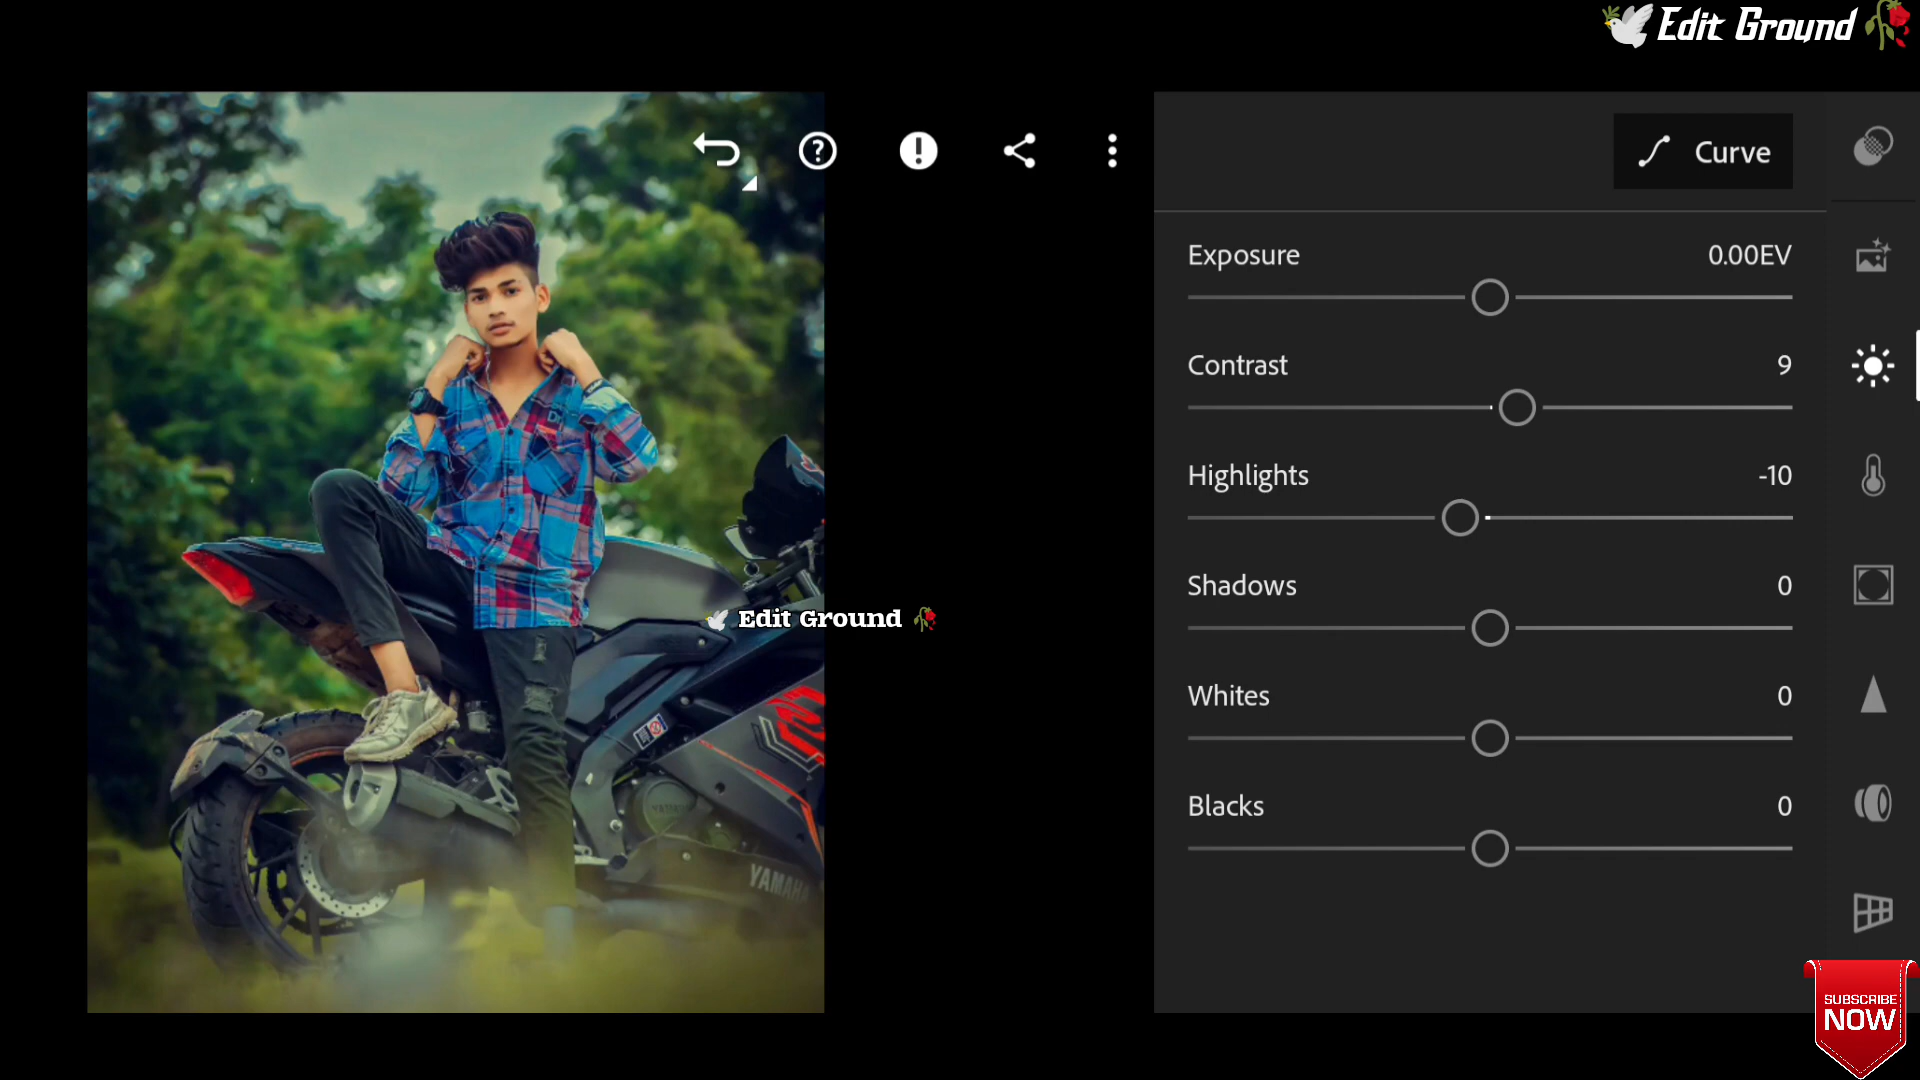 Edit Ground
Curve
Exposure 0.00EV
Contrast 9
Highlights -10
Shadows 0
Whites 0
Blacks 0
Edit Ground
YAMAHA
SUBSCRIBE
NOW